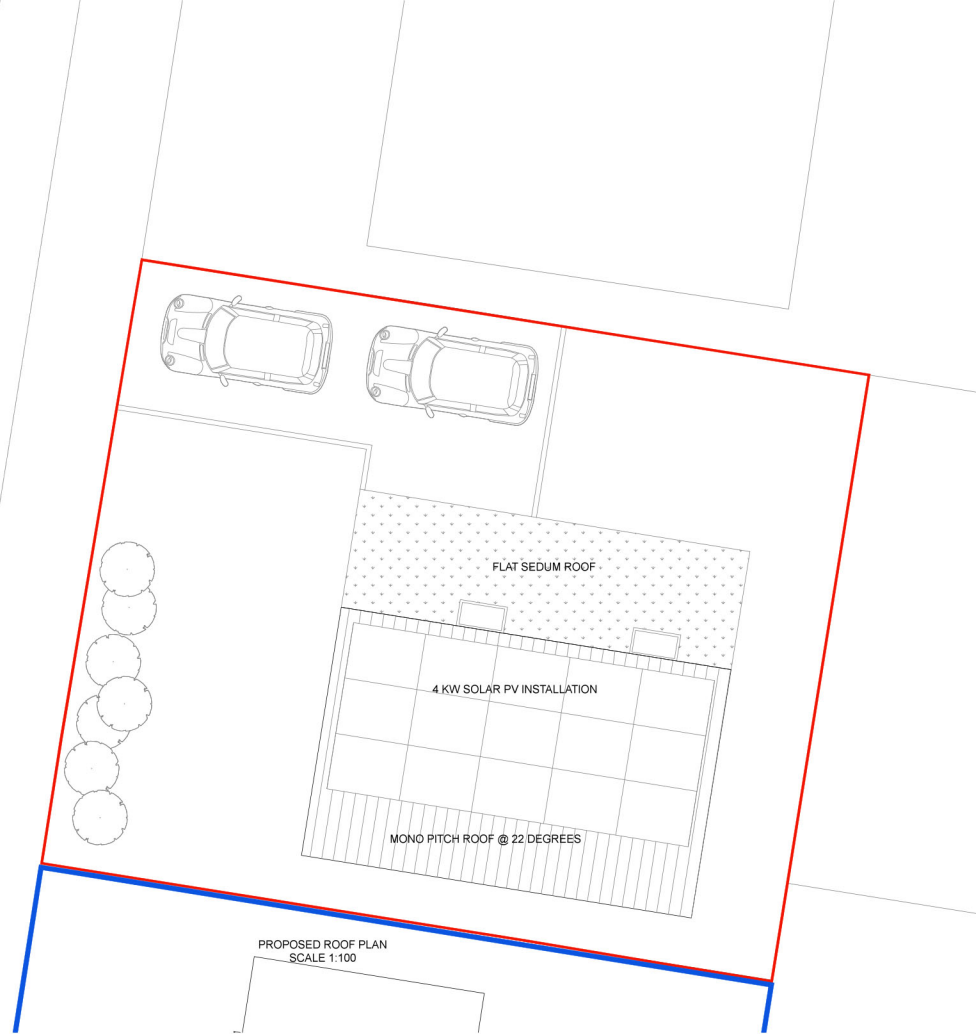 FLAT SEDUM ROOF
4 KW SOLAR PV INSTALLATION
MONO PITCH ROOF @ 22 DEGREES
PROPOSED ROOF PLAN
SCALE 1:100